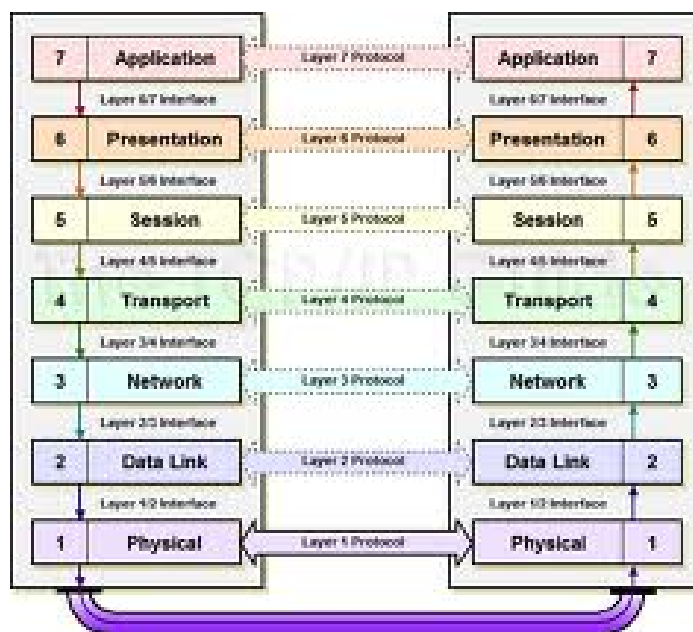 7 Application Layer 7 Protocol Application 7
Layer 6/7 Interface Layer 6/7 Interface
6 Presentation Layer 6 Protocol Presentation 6
Layer 5/6 Interface Layer 5/6 Interface
5 Session Layer 5 Protocol Session 5
Layer 4/5 Interface Layer 4/5 Interface
4 Transport Layer 4 Protocol Transport 4
Layer 3/4 Interface Layer 3/4 Interface
3 Network Layer 3 Protocol Network 3
Layer 2/3 Interface Layer 2/3 Interface
2 Data Link Layer 2 Protocol Data Link 2
Layer 1/2 Interface Layer 1/2 Interface
1 Physical Layer 1 Protocol Physical 1